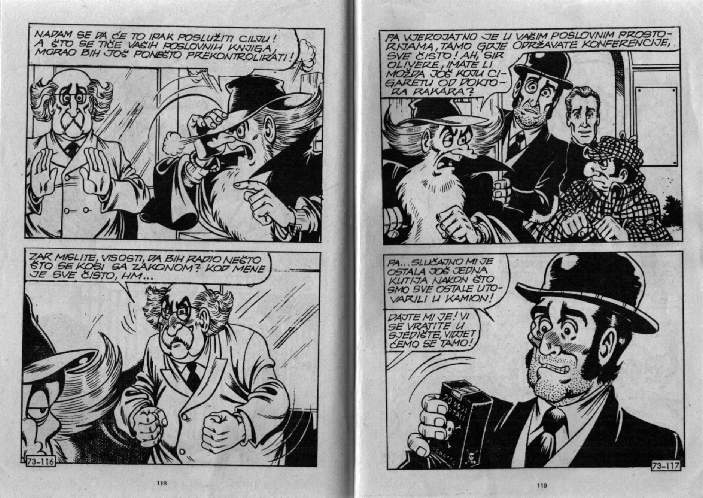 NADAM SE DA ĆE TO IPAK POSLUŽITI CILJU!
A ŠTO SE TIČE VAŠIH POSLOVNIH KNJIGA,
MORAO BIH JOŠ PONEŠTO PREKONTROLIRATI!
ZAR MISLITE, VISOSTI, DA BIH RADIO NEŠTO
ŠTO SE KOSI SA ZAKONOM? KOD MENE
JE SVE ČISTO, HM...
73-116
118
PA VJEROJATNO JE U VAŠIM POSLOVNIM PROSTO-
RIJAMA, TAMO GDJE ODRŽAVATE KONFERENCIJE,
SVE ČISTO! AH, SIR
OLIVERE, IMATE LI
MOŽDA JOŠ KOJU CI-
GARETU OD DOKTO-
RA RAKARA?
PA... SLUČAJNO MI JE
OSTALA JOŠ JEDNA
KUTIJA NAKON ŠTO
SMO SVE OSTALE UTO-
VARILI U KAMION!
DAJTE MI JE! VI
SE VRATITE U
SJEDIŠTE, VIDJET
ĆEMO SE TAMO!
73-117
119